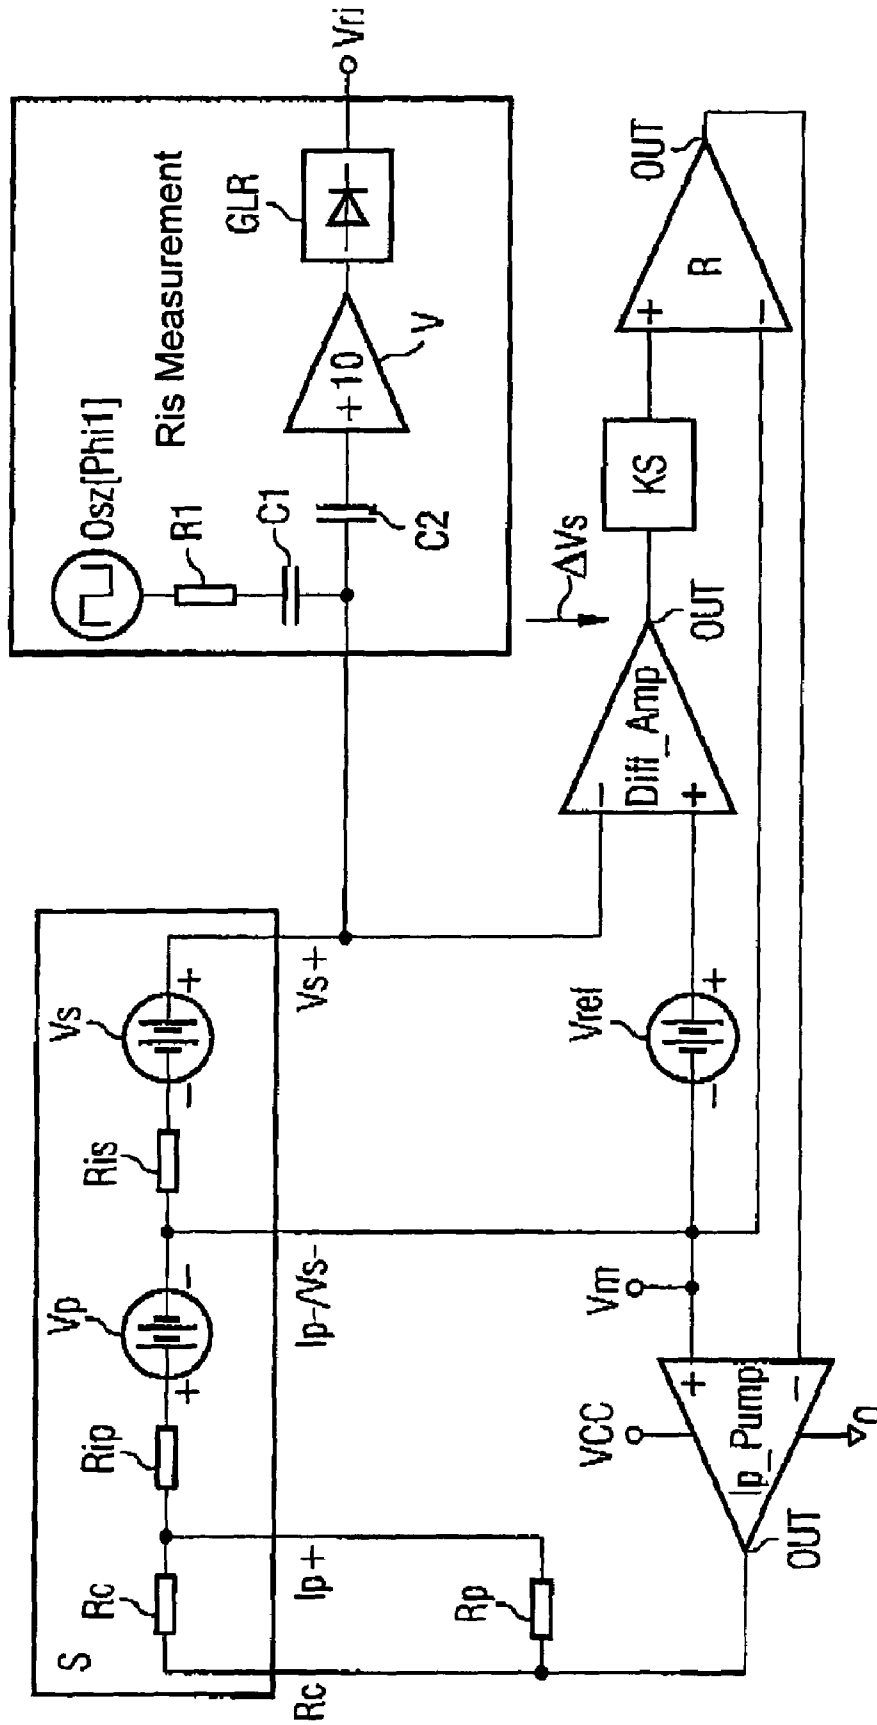 S
Rc
Rip
Vp
+
-
Ris
Vs
-
+
Rc
Ip+
Ip-/Vs-
Vs+
Osz[Phi1]
R1
C1
C2
Ris Measurement
+10
V
GLR
Vri
Rp
VCC
OUT
Ip_Pump
+
-
0
Vm
Vref
-
+
Diff_Amp
-
+
OUT
ΔVs
KS
R
+
-
OUT